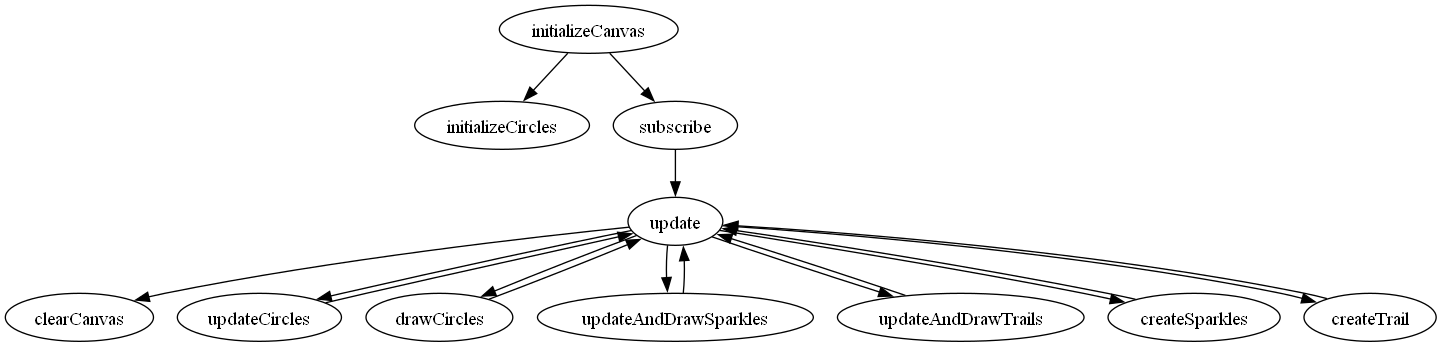 initializeCanvas
initializeCircles
subscribe
update
clearCanvas
updateCircles
drawCircles
updateAndDrawSparkles
updateAndDrawTrails
createSparkles
createTrail